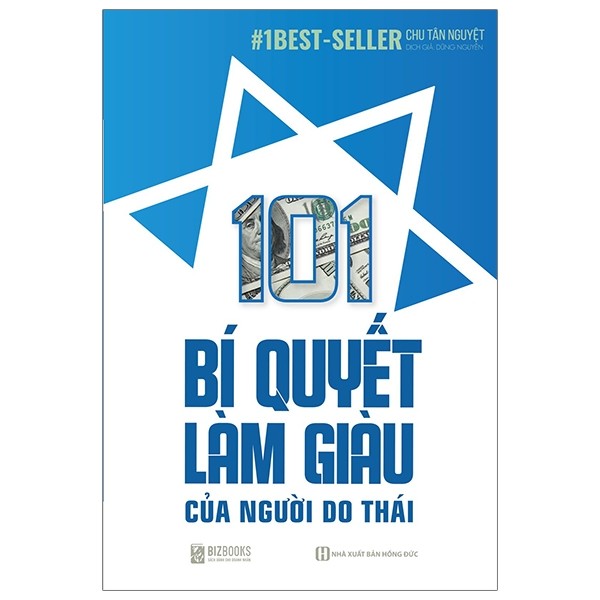 #1BEST-SELLER CHU TÂN NGUYỆT
DỊCH GIẢ: DŨNG NGUYỄN
101
BÍ QUYẾT
LÀM GIÀU
CỦA NGƯỜI DO THÁI
BIZBOOKS
NHÀ XUẤT BẢN HỒNG ĐỨC